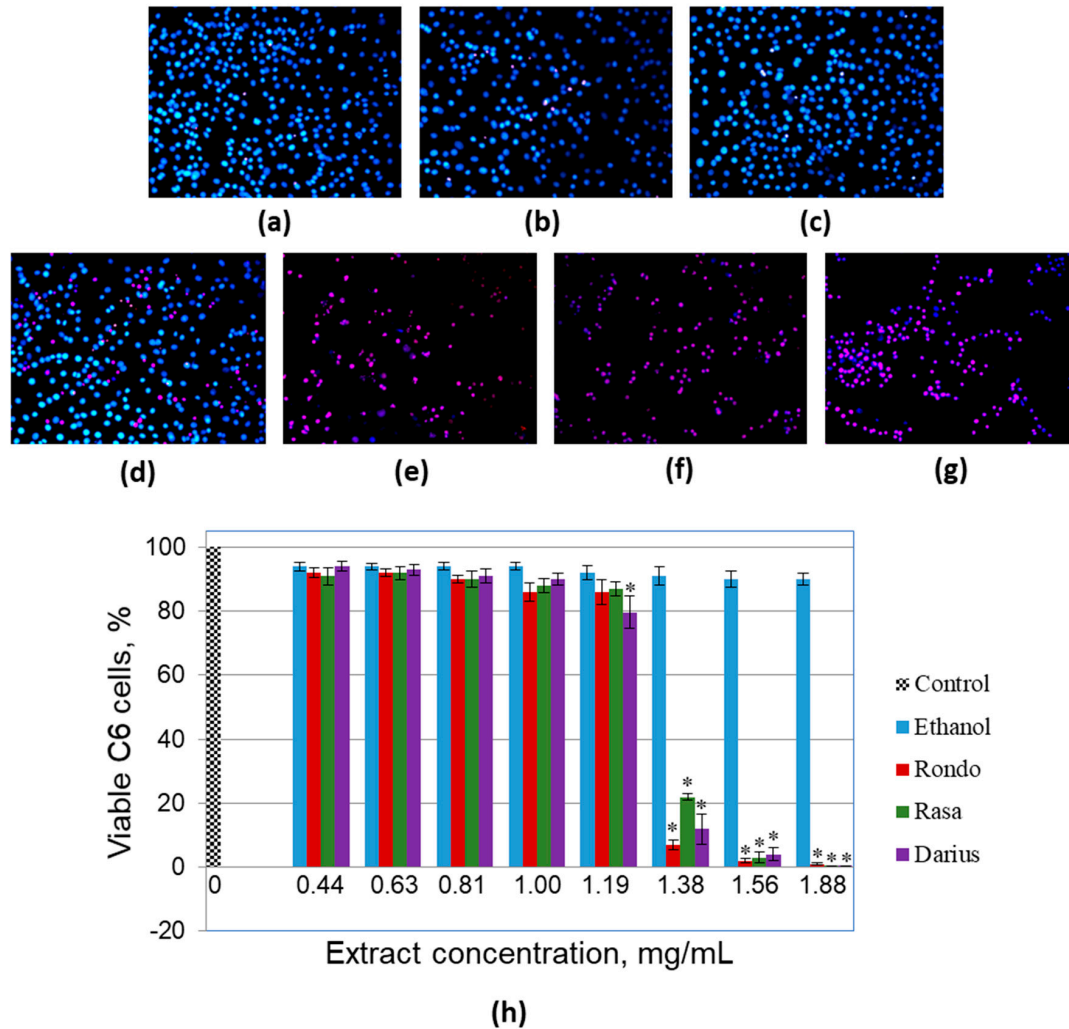 (a) (b) (c)
(d) (e) (f) (g)
100
80
60
40
20
0
-20
Viable C6 cells, %
* * * * * * * * * *
0 0.44 0.63 0.81 1.00 1.19 1.38 1.56 1.88
Extract concentration, mg/mL
Control
Ethanol
Rondo
Rasa
Darius
(h)